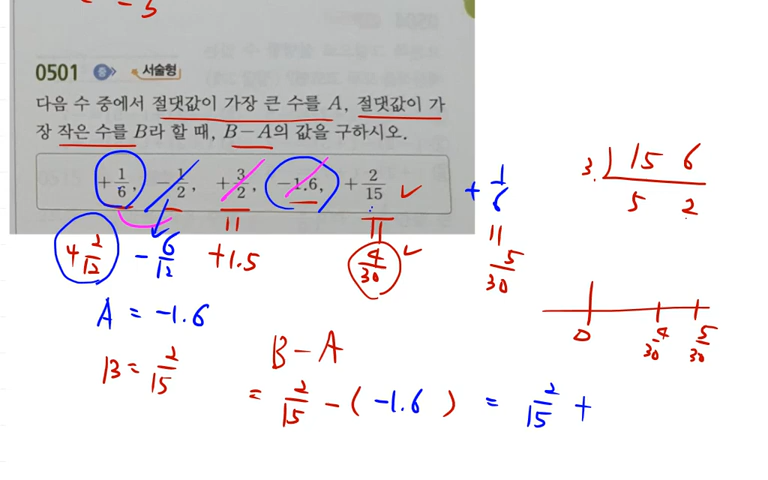 - 5
0501 중 서술형
다음 수 중에서 절댓값이 가장 큰 수를 A, 절댓값이 가
장 작은 수를 B라 할 때, B-A의 값을 구하시오.
+1/6, -1/2, +3/2, -1.6, +2/15
+1/6
=
5/30
3) 15 6
5 2
+2/12 -6/12 = +1.5 = 4/30
0 4/30 5/30
A = -1.6
B = 2/15
B - A
= 2/15 - ( -1.6 ) = 2/15 +